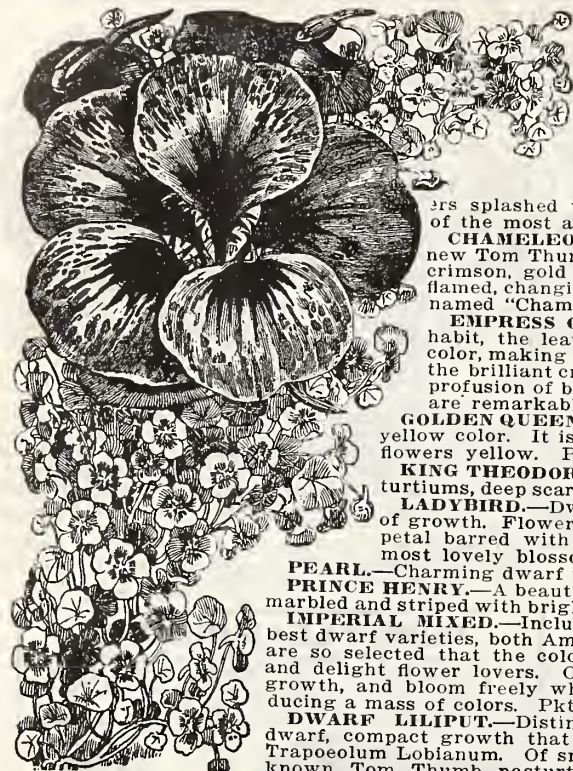 ers splashed
of the most a
CHAMELEO
new Tom Thur
crimson, gold
flamed, changi
named "Cham
EMPRESS O
habit, the lea
color, making
the brilliant cr
profusion of b
are remarkab
GOLDEN QUEEN
yellow color. It is
flowers yellow. P
KING THEODOR
turtiums, deep scar
LADYBIRD.—Dw
of growth. Flower
petal barred with
most lovely blosso
PEARL.—Charming dwarf
PRINCE HENRY.—A beaut
marbled and striped with brigh
IMPERIAL MIXED.—Inclu
best dwarf varieties, both Am
are so selected that the colo
and delight flower lovers. C
growth, and bloom freely wh
ducing a mass of colors. Pkt
DWARF LILIPUT.—Distin
dwarf, compact growth that
Trapoeolum Lobianum. Of sm
known Tom Thumb nasturt